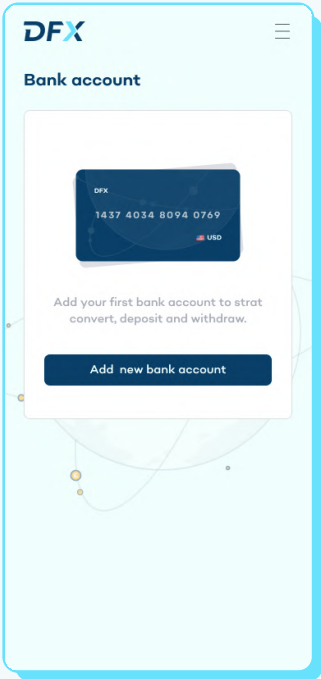 DFX
Bank account
DFX
1437 4034 8094 0769
USD
Add your first bank account to strat
convert, deposit and withdraw.
Add new bank account